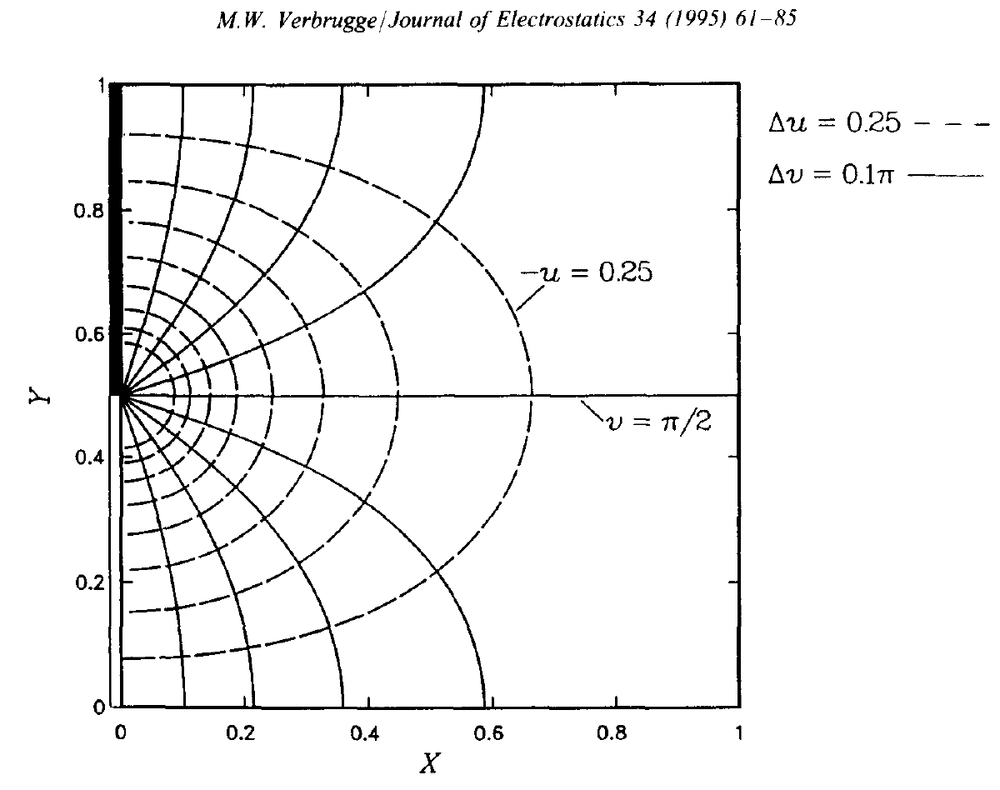 M.W. Verbrugge/Journal of Electrostatics 34 (1995) 61–85
1
Δu = 0.25
Δv = 0.1π
0.8
−u = 0.25
0.6
Y
v = π/2
0.4
0.2
0
0 0.2 0.4 0.6 0.8 1
X